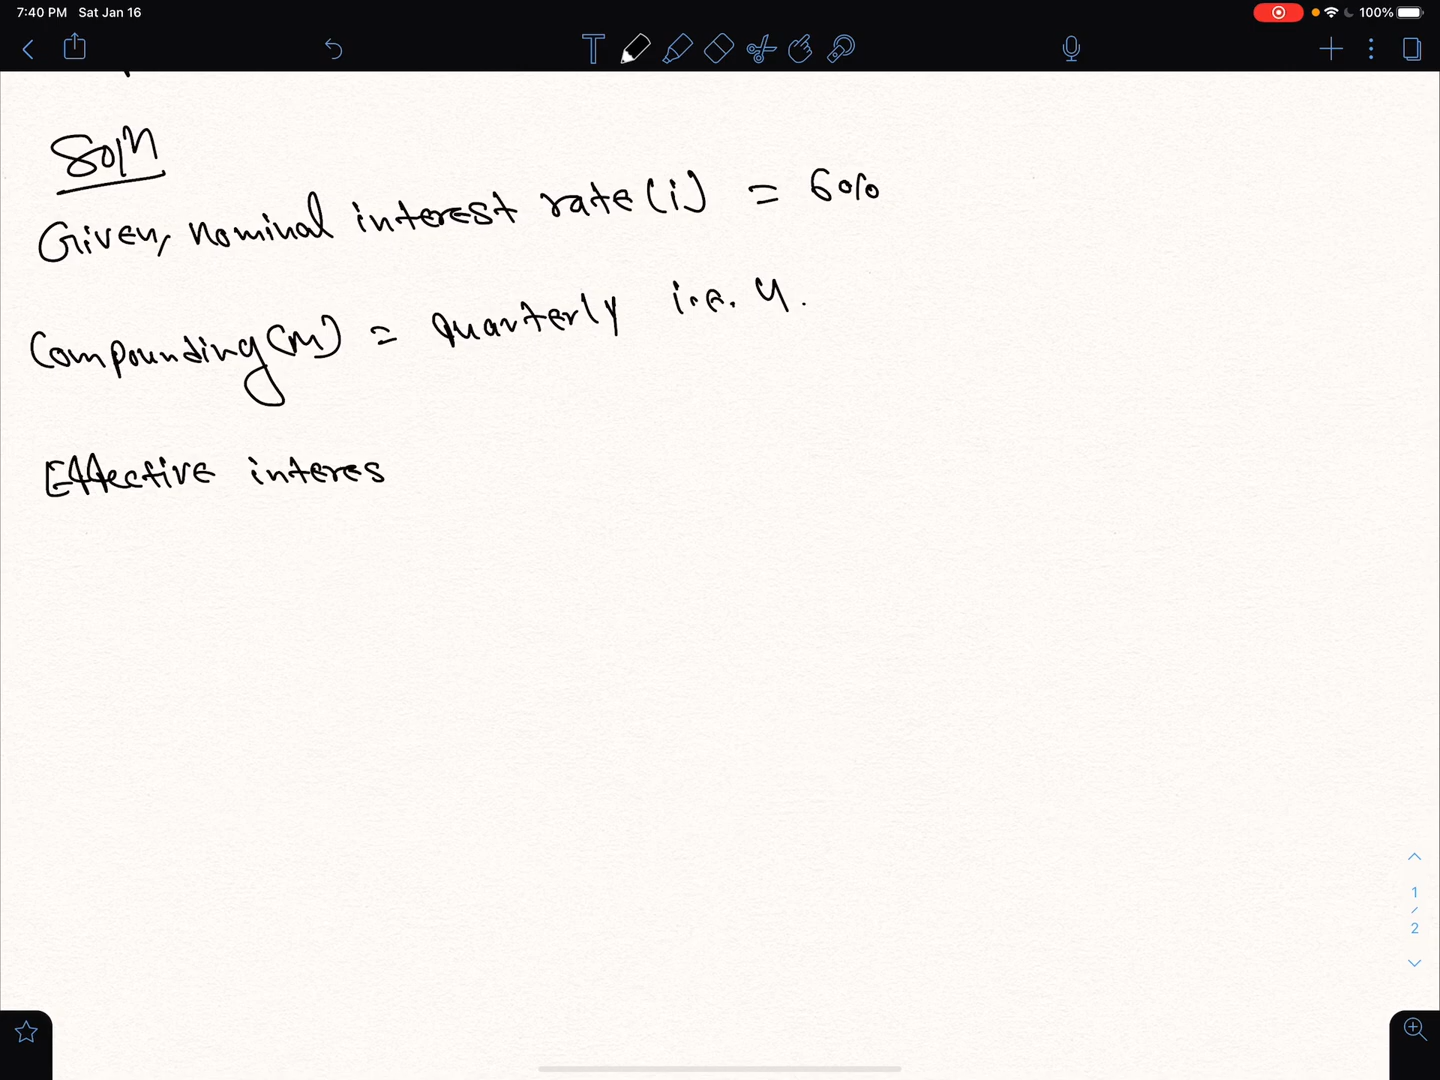 7:40 PM Sat Jan 16
100%
T
Soln
Given, nominal interest rate (i) = 6%
Compounding (m) = quarterly i.e. 4.
Effective interes
1
/
2